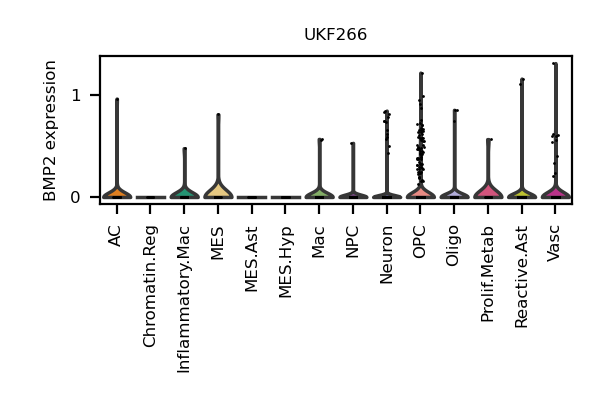 UKF266
BMP2 expression
1
0
AC
Chromatin.Reg
Inflammatory.Mac
MES
MES.Ast
MES.Hyp
Mac
NPC
Neuron
OPC
Oligo
Prolif.Metab
Reactive.Ast
Vasc